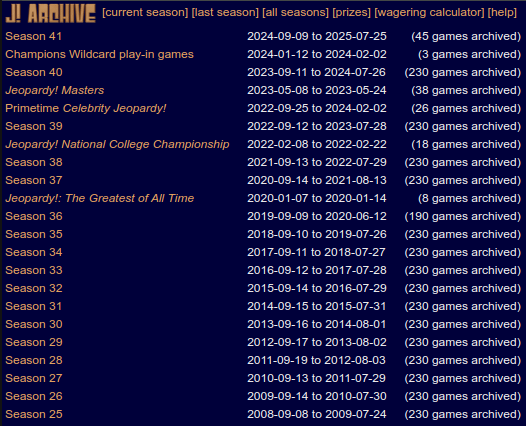 J! ARCHIVE [current season] [last season] [all seasons] [prizes] [wagering calculator] [help]
Season 41 2024-09-09 to 2025-07-25 (45 games archived)
Champions Wildcard play-in games 2024-01-12 to 2024-02-02 (3 games archived)
Season 40 2023-09-11 to 2024-07-26 (230 games archived)
Jeopardy! Masters 2023-05-08 to 2023-05-24 (38 games archived)
Primetime Celebrity Jeopardy! 2022-09-25 to 2024-02-02 (26 games archived)
Season 39 2022-09-12 to 2023-07-28 (230 games archived)
Jeopardy! National College Championship 2022-02-08 to 2022-02-22 (18 games archived)
Season 38 2021-09-13 to 2022-07-29 (230 games archived)
Season 37 2020-09-14 to 2021-08-13 (230 games archived)
Jeopardy!: The Greatest of All Time 2020-01-07 to 2020-01-14 (8 games archived)
Season 36 2019-09-09 to 2020-06-12 (190 games archived)
Season 35 2018-09-10 to 2019-07-26 (230 games archived)
Season 34 2017-09-11 to 2018-07-27 (230 games archived)
Season 33 2016-09-12 to 2017-07-28 (230 games archived)
Season 32 2015-09-14 to 2016-07-29 (230 games archived)
Season 31 2014-09-15 to 2015-07-31 (230 games archived)
Season 30 2013-09-16 to 2014-08-01 (230 games archived)
Season 29 2012-09-17 to 2013-08-02 (230 games archived)
Season 28 2011-09-19 to 2012-08-03 (230 games archived)
Season 27 2010-09-13 to 2011-07-29 (230 games archived)
Season 26 2009-09-14 to 2010-07-30 (230 games archived)
Season 25 2008-09-08 to 2009-07-24 (230 games archived)